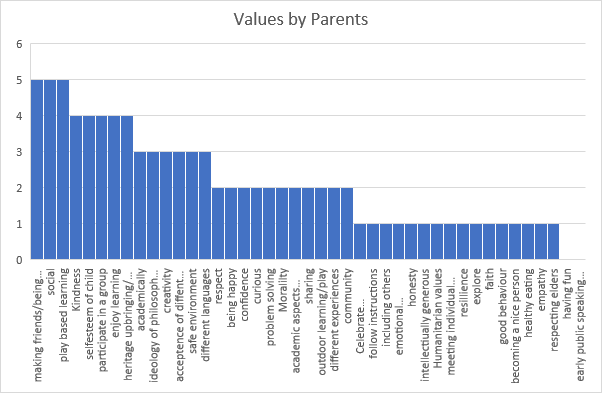 Values by Parents
6
5
4
3
2
1
0
making friends/being...
social
play based learning
Kindness
selfesteem of child
participate in a group
enjoy learning
heritage upbringing/...
academically
ideology of philosoph...
creativity
acceptence of different...
safe environment
different languages
respect
being happy
confidence
curious
problem solving
Morality
academic aspects...
sharing
outdoor learning/play
different experiences
community
Celebrate...
follow instructions
including others
emotional...
honesty
intellectually generous
Humanitarian values
meeting individual...
resillience
explore
faith
good behaviour
becoming a nice person
healthy eating
empathy
respecting elders
having fun
early public speaking...